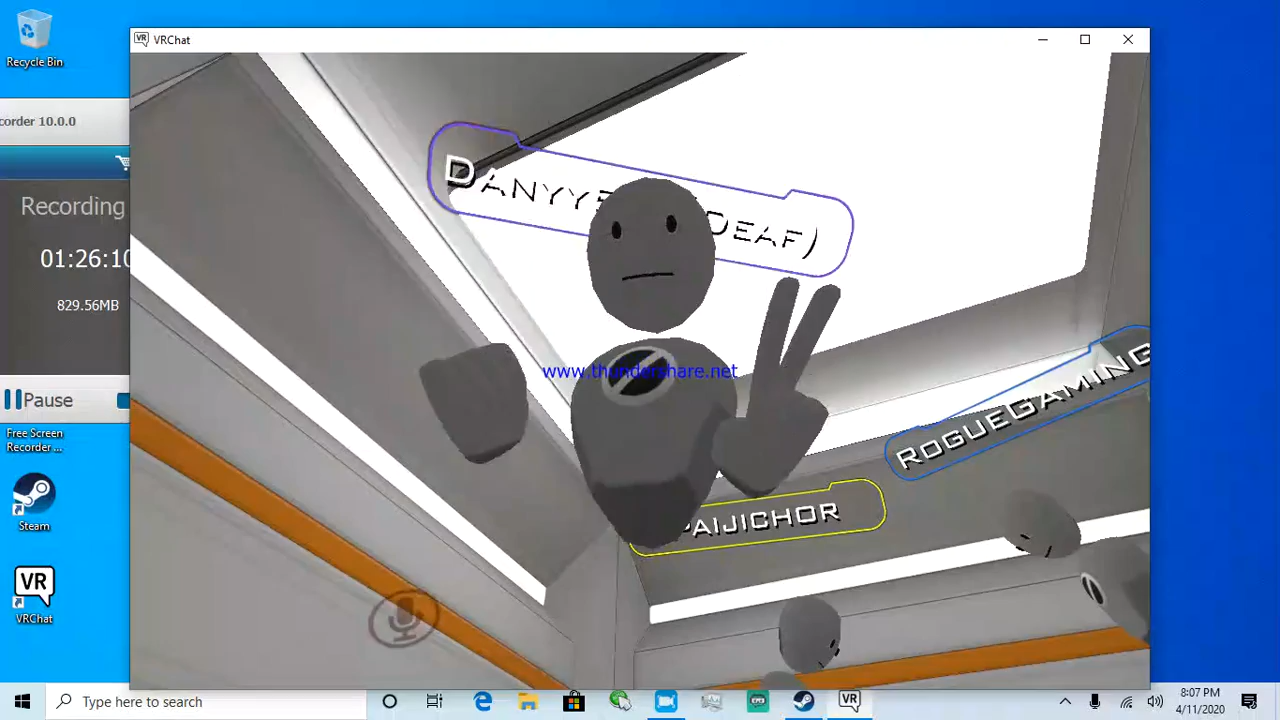 Recycle Bin
VRChat
corder 10.0.0
Recording
01:26:10
829.56MB
Pause
Free Screen
Recorder ...
Steam
VR
VRChat
DEAF)
www.thundershare.net
ROGUEGAMING
PAIJICHOR
Type here to search
VR
8:07 PM
4/11/2020